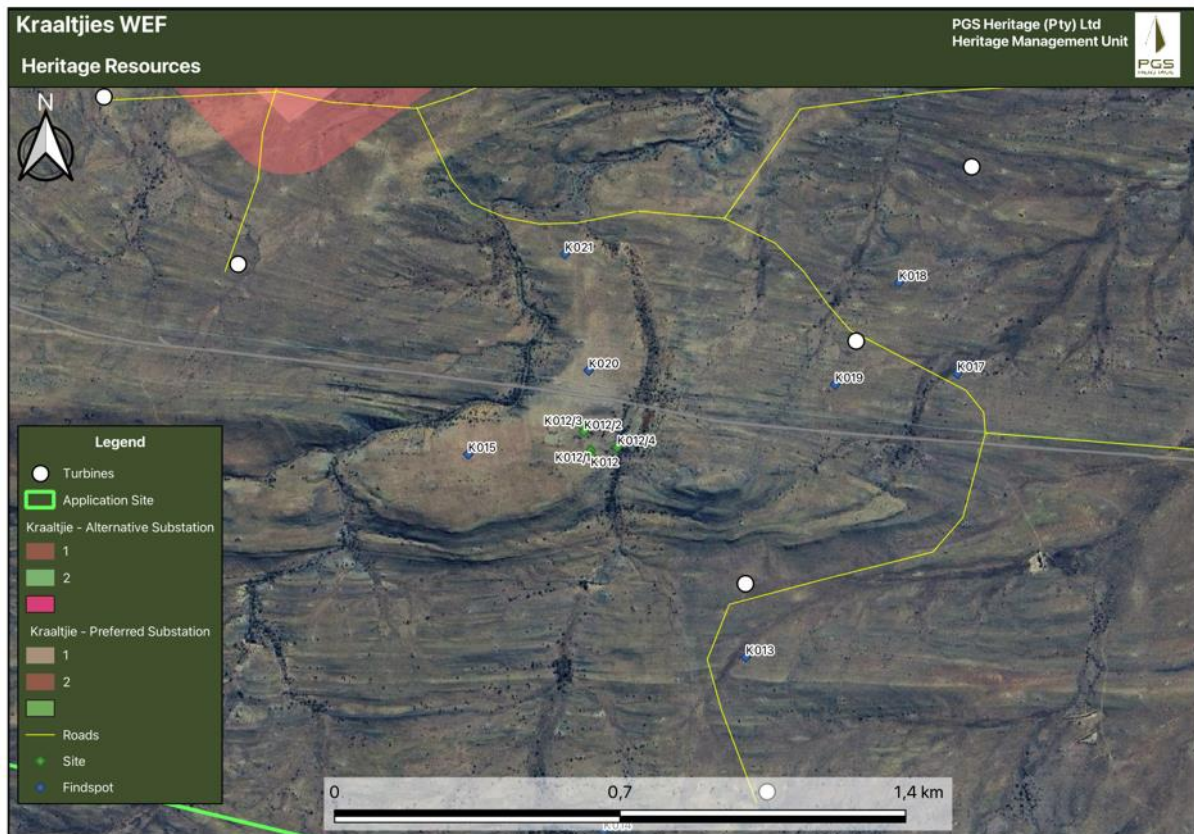 Kraaltjies WEF
Heritage Resources
PGS Heritage (Pty) Ltd
Heritage Management Unit
PGS
N
K021
K018
K020
K019
K017
K012/3
K012/2
K015
K012/1
K012
K012/4
K013
Legend
Turbines
Application Site
Kraaltjie - Alternative Substation
1
2
Kraaltjie - Preferred Substation
1
2
Roads
Site
Findspot
0
0,7
1,4 km
K014